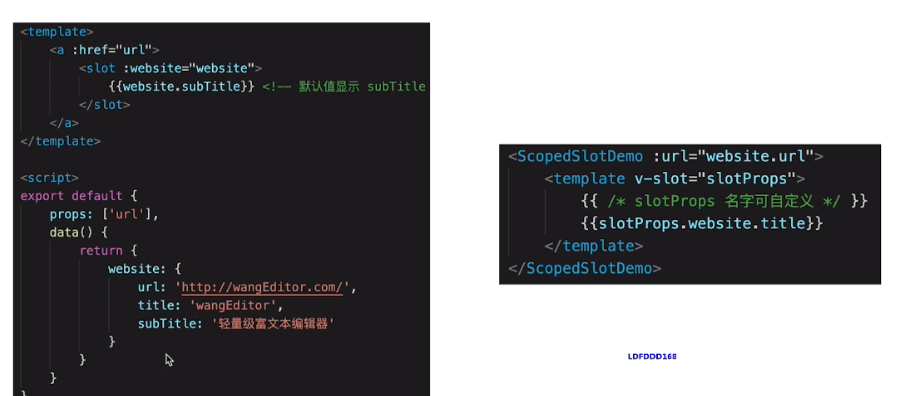 <template>
<a :href="url">
<slot :website="website">
{{website.subTitle}} <!-- 默认值显示 subTitle
</slot>
</a>
</template>
<script>
export default {
props: ['url'],
data() {
return {
website: {
url: 'http://wangEditor.com/',
title: 'wangEditor',
subTitle: '轻量级富文本编辑器'
}
}
}
<ScopedSlotDemo :url="website.url">
<template v-slot="slotProps">
{{ /* slotProps 名字可自定义 */ }}
{{slotProps.website.title}}
</template>
</ScopedSlotDemo>
LDFDDD168